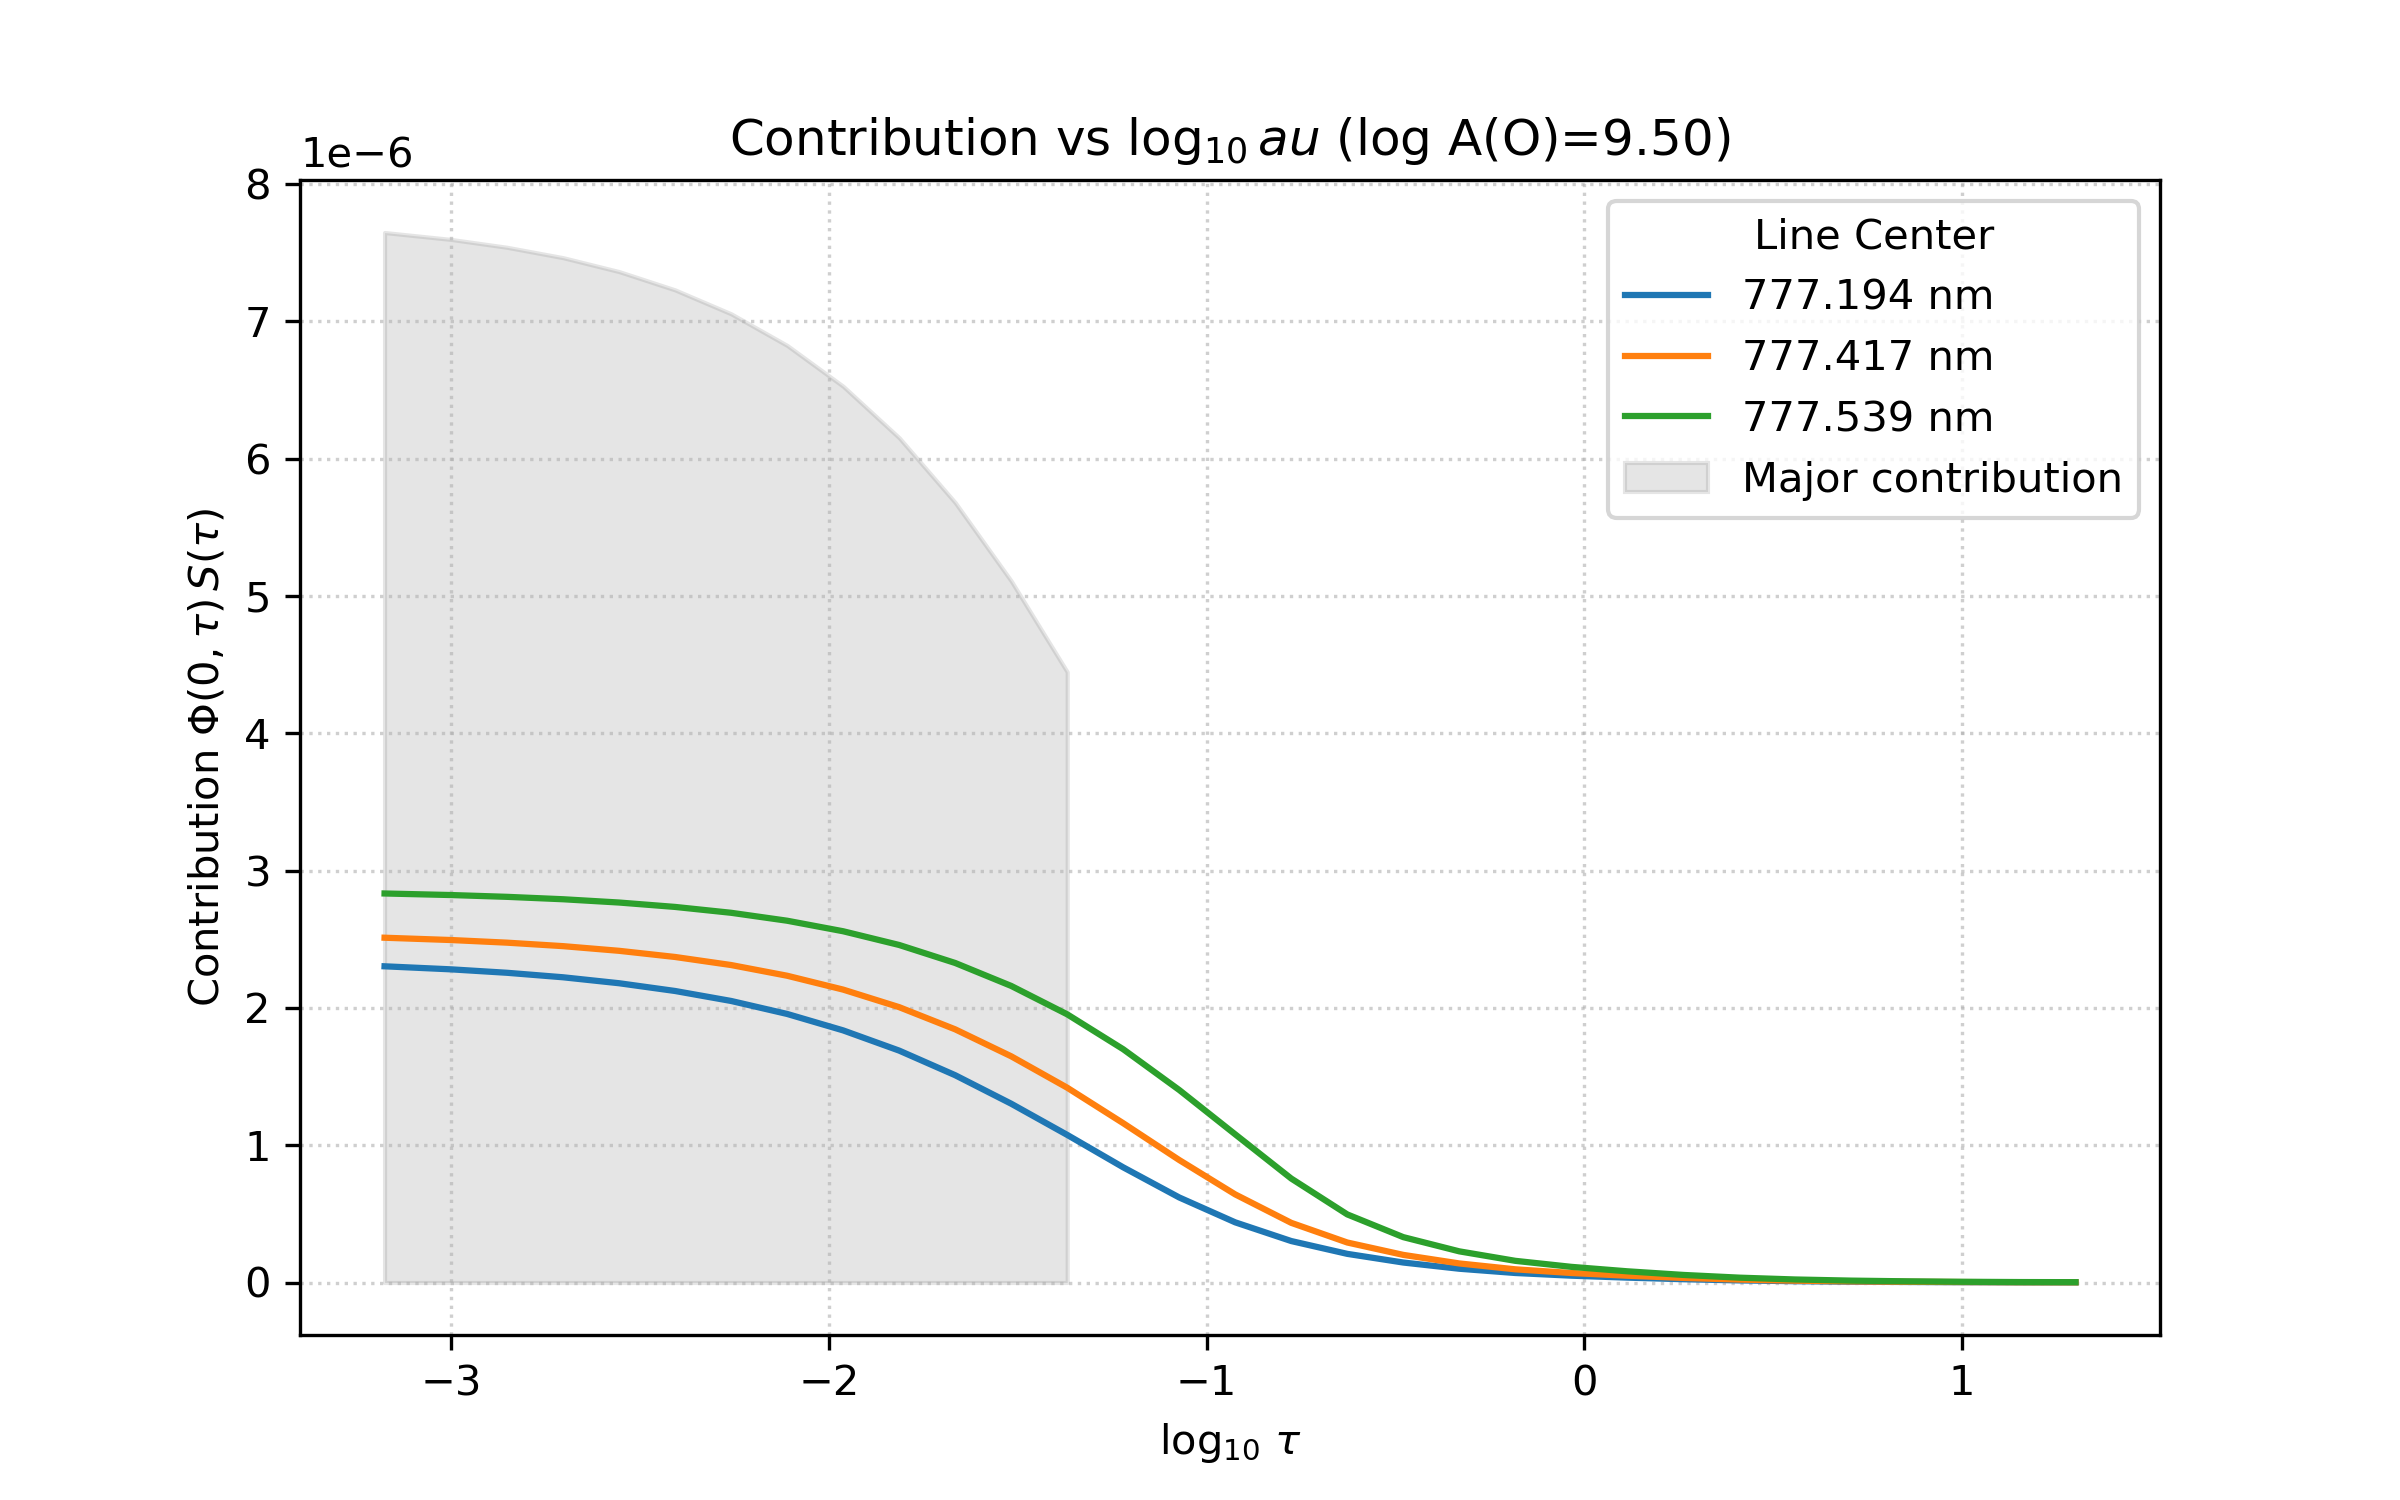 Contribution vs log₁₀ au (log A(O)=9.50)
1e−6
8
7
6
5
4
3
2
1
0
Contribution Φ(0, τ) S(τ)
Line Center
777.194 nm
777.417 nm
777.539 nm
Major contribution
−3 −2 −1 0 1
log₁₀ τ